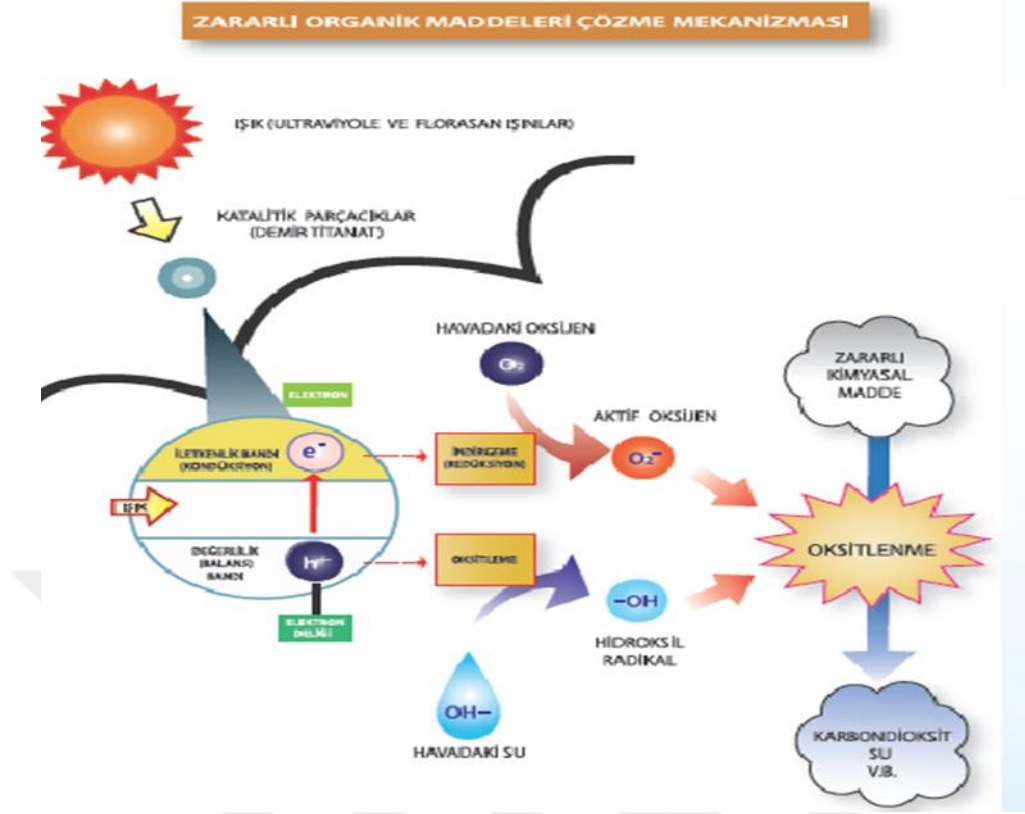 ZARARLI ORGANİK MADDELERİ ÇÖZME MEKANİZMASI
IŞIK (ULTRAVİYOLE VE FLORASAN IŞINLAR)
KATALİTİK PARÇACIKLAR
(DEMİR TİTANAT)
HAVADAKİ OKSİJEN
O₂
ZARARLI
KİMYASAL
MADDE
ELEKTRON
AKTİF OKSİJEN
İLETKENLİK BANDI
(KONDÜKSİYON)
e⁻
İNDİRGEME
(REDÜKSİYON)
O₂⁻
IŞIK
OKSİTLENME
DEĞERLİLİK
(BALANS)
BANDI
h⁺
OKSİTLEME
–OH
ELEKTRON
DELİĞİ
HİDROKSİL
RADİKAL
OH–
HAVADAKİ SU
KARBONDİOKSİT
SU
V.B.